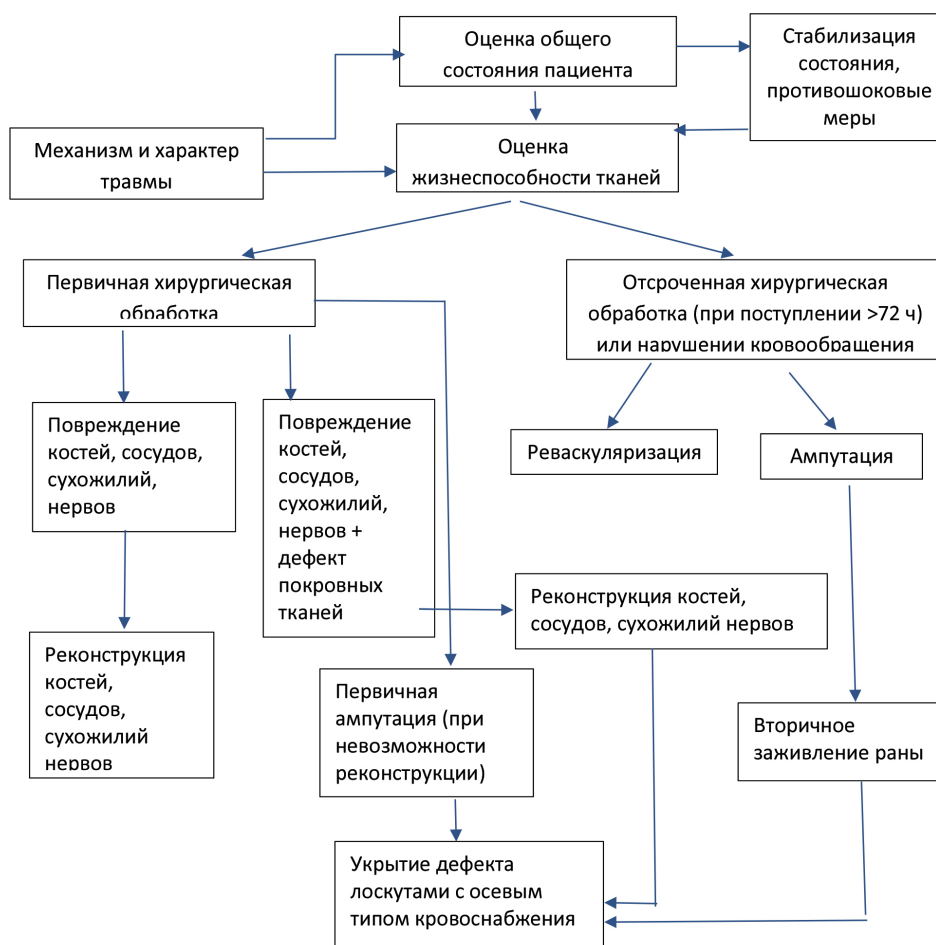 Оценка общего
состояния пациента
Стабилизация
состояния,
противошоковые
меры
Механизм и характер
травмы
Оценка
жизнеспособности тканей
Первичная хирургическая
обработка
Отсроченная хирургическая
обработка (при поступлении >72 ч)
или нарушении кровообращения
Повреждение
костей, сосудов,
сухожилий,
нервов
Повреждение
костей,
сосудов,
сухожилий,
нервов +
дефект
покровных
тканей
Реваскуляризация
Ампутация
Реконструкция костей,
сосудов, сухожилий нервов
Реконструкция
костей,
сосудов,
сухожилий
нервов
Первичная
ампутация (при
невозможности
реконструкции)
Вторичное
заживление раны
Укрытие дефекта
лоскутами с осевым
типом кровоснабжения